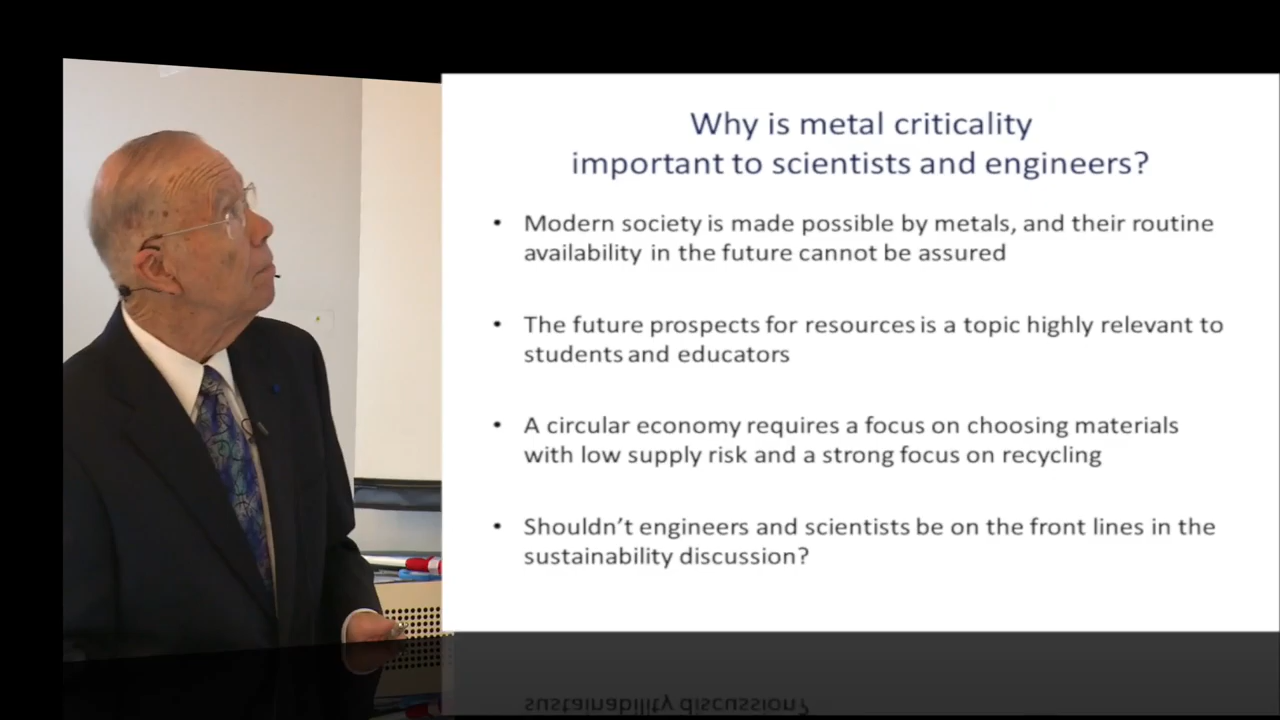 Why is metal criticality
important to scientists and engineers?
• Modern society is made possible by metals, and their routine
availability in the future cannot be assured
• The future prospects for resources is a topic highly relevant to
students and educators
• A circular economy requires a focus on choosing materials
with low supply risk and a strong focus on recycling
• Shouldn’t engineers and scientists be on the front lines in the
sustainability discussion?
sustainability discussion?